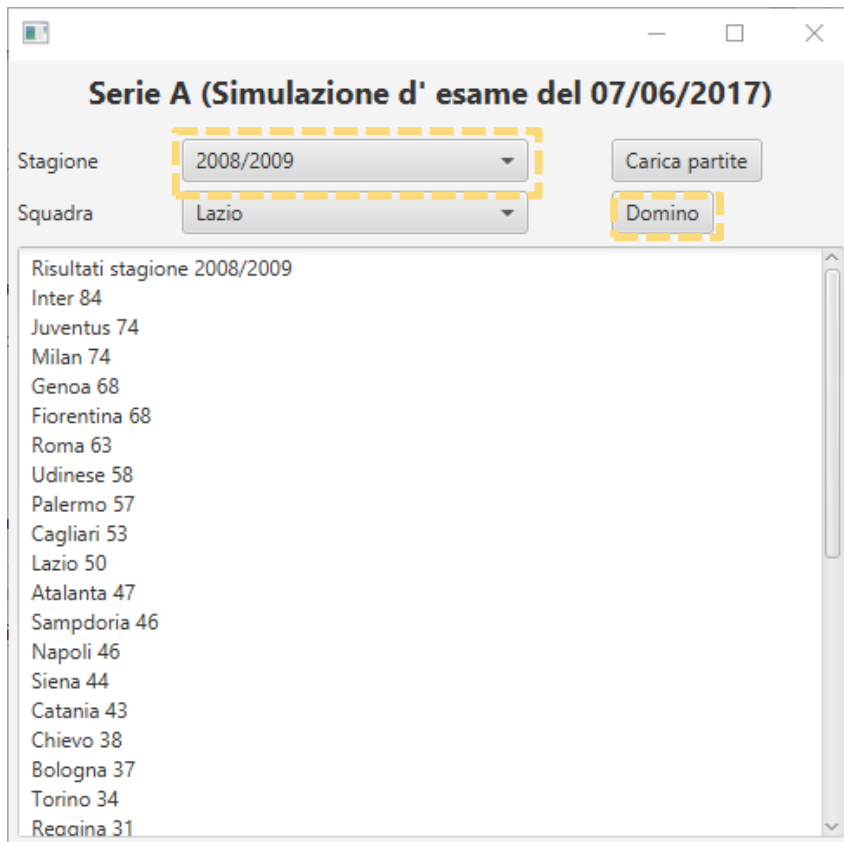 Serie A (Simulazione d' esame del 07/06/2017)
Stagione 2008/2009 Carica partite
Squadra Lazio Domino
Risultati stagione 2008/2009
Inter 84
Juventus 74
Milan 74
Genoa 68
Fiorentina 68
Roma 63
Udinese 58
Palermo 57
Cagliari 53
Lazio 50
Atalanta 47
Sampdoria 46
Napoli 46
Siena 44
Catania 43
Chievo 38
Bologna 37
Torino 34
Reggina 31